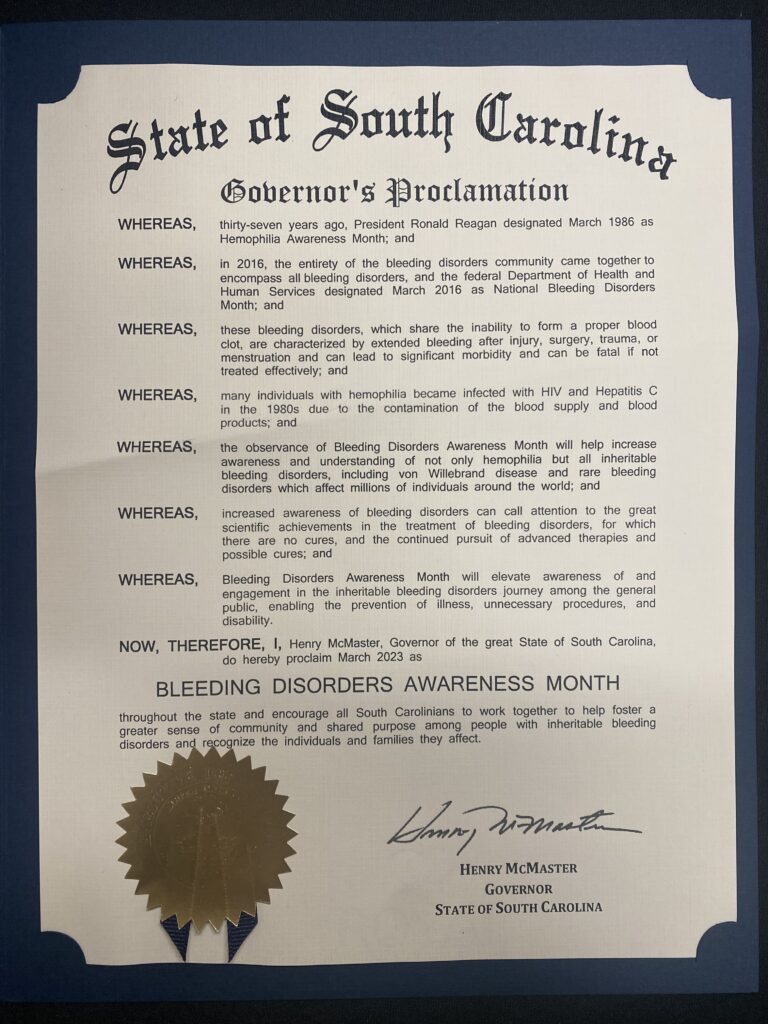 State of South Carolina
Governor's Proclamation
WHEREAS, thirty-seven years ago, President Ronald Reagan designated March 1986 as
Hemophilia Awareness Month; and
WHEREAS, in 2016, the entirety of the bleeding disorders community came together to
encompass all bleeding disorders, and the federal Department of Health and
Human Services designated March 2016 as National Bleeding Disorders
Month; and
WHEREAS, these bleeding disorders, which share the inability to form a proper blood
clot, are characterized by extended bleeding after injury, surgery, trauma, or
menstruation and can lead to significant morbidity and can be fatal if not
treated effectively; and
WHEREAS, many individuals with hemophilia became infected with HIV and Hepatitis C
in the 1980s due to the contamination of the blood supply and blood
products; and
WHEREAS, the observance of Bleeding Disorders Awareness Month will help increase
awareness and understanding of not only hemophilia but all inheritable
bleeding disorders, including von Willebrand disease and rare bleeding
disorders which affect millions of individuals around the world; and
WHEREAS, increased awareness of bleeding disorders can call attention to the great
scientific achievements in the treatment of bleeding disorders, for which
there are no cures, and the continued pursuit of advanced therapies and
possible cures; and
WHEREAS, Bleeding Disorders Awareness Month will elevate awareness of and
engagement in the inheritable bleeding disorders journey among the general
public, enabling the prevention of illness, unnecessary procedures, and
disability.
NOW, THEREFORE, I, Henry McMaster, Governor of the great State of South Carolina,
do hereby proclaim March 2023 as
BLEEDING DISORDERS AWARENESS MONTH
throughout the state and encourage all South Carolinians to work together to help foster a
greater sense of community and shared purpose among people with inheritable bleeding
disorders and recognize the individuals and families they affect.
Henry McMaster
HENRY MCMASTER
GOVERNOR
STATE OF SOUTH CAROLINA